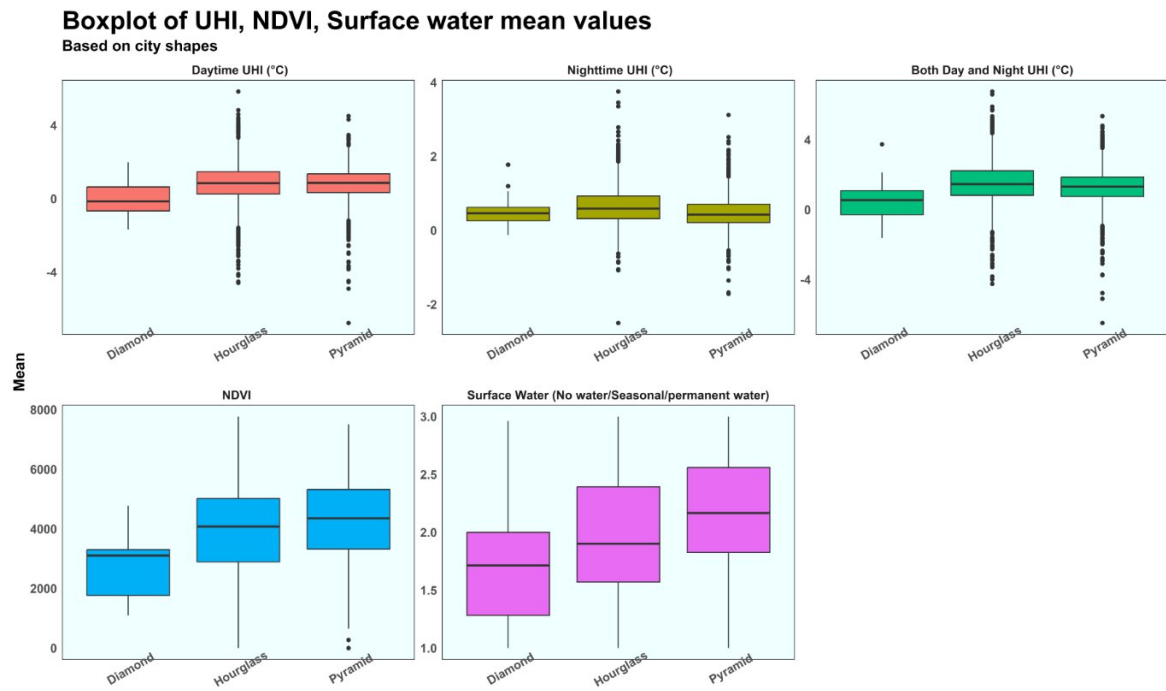 Boxplot of UHI, NDVI, Surface water mean values
Based on city shapes
Daytime UHI (°C)
4
0
-4
Diamond
Hourglass
Pyramid
Nighttime UHI (°C)
4
2
0
-2
Diamond
Hourglass
Pyramid
Both Day and Night UHI (°C)
4
0
-4
Diamond
Hourglass
Pyramid
Mean
NDVI
8000
6000
4000
2000
0
Diamond
Hourglass
Pyramid
Surface Water (No water/Seasonal/permanent water)
3.0
2.5
2.0
1.5
1.0
Diamond
Hourglass
Pyramid